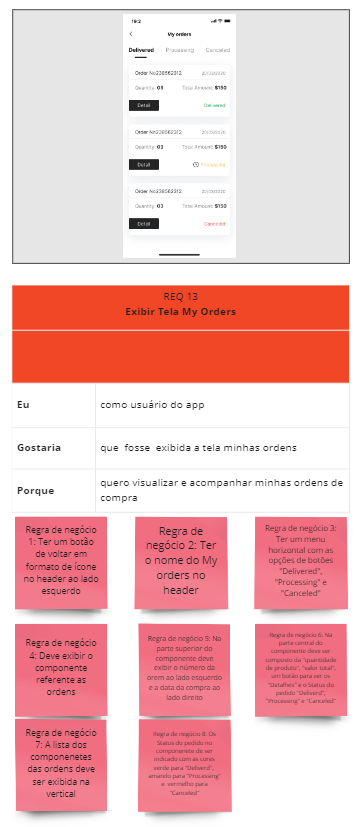 19:2
My orders
Delivered Processing Canceled
Order No238562312 20/03/2020
Quantity: 03 Total Amount: $150
Detail Delivered
Order No238562312 20/03/2020
Quantity: 03 Total Amount: $150
Detail Processing
Order No238562312 20/03/2020
Quantity: 03 Total Amount: $150
Detail Canceled
REQ 13
Exibir Tela My Orders
Eu como usuário do app
Gostaria que fosse exibida a tela minhas ordens
Porque quero visualizar e acompanhar minhas ordens de
compra
Regra de negócio
1: Ter um botão
de voltar em
formato de ícone
no header ao lado
esquerdo
Regra de
negócio 2: Ter
o nome do My
orders no
header
Regra de negócio 3:
Ter um menu
horizontal com as
opções de botões
"Delivered",
"Processing" e
"Canceled"
Regra de negócio
4: Deve exibir o
componente
referente as
ordens
Regra de negócio 5: Na
parte superior do
componente deve
exibir o número da
orem ao lado esquerdo
e a data da compra ao
lado direito
Regra de negócio 6: Na
parte central do
componente deve ser
composto da "quantidade
de produto", "valor total",
um botão para ver os
"Detalhes" e o Status do
pedido "Deliverd",
"Processing" e "Canceled"
Regra de negócio
7: A lista dos
componenetes
das ordens deve
ser exibida na
vertical
Regra de negócio 8: Os
Status do pedido no
componenete de ser
indicado com as cores
verde para "Deliverd",
amarelo para "Processing"
e vermelho para
"Canceled"